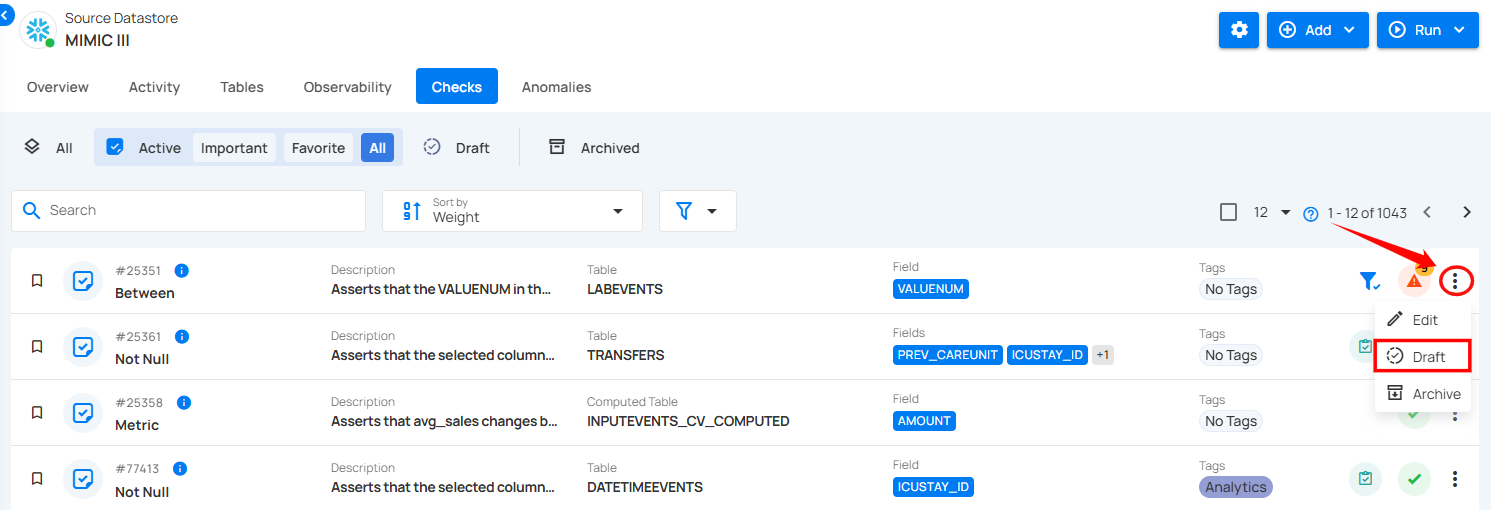 Source Datastore
MIMIC III
Add
Run
Overview
Activity
Tables
Observability
Checks
Anomalies
All
Active
Important
Favorite
All
Draft
Archived
Search
Sort by
Weight
12
1 - 12 of 1043
#25351
Between
Description
Asserts that the VALUENUM in th...
Table
LABEVENTS
Field
VALUENUM
Tags
No Tags
Edit
Draft
Archive
#25361
Not Null
Description
Asserts that the selected column...
Table
TRANSFERS
Fields
PREV_CAREUNIT
ICUSTAY_ID
+1
Tags
No Tags
#25358
Metric
Description
Asserts that avg_sales changes b...
Computed Table
INPUTEVENTS_CV_COMPUTED
Field
AMOUNT
Tags
No Tags
#77413
Not Null
Description
Asserts that the selected column...
Table
DATETIMEEVENTS
Field
ICUSTAY_ID
Tags
Analytics